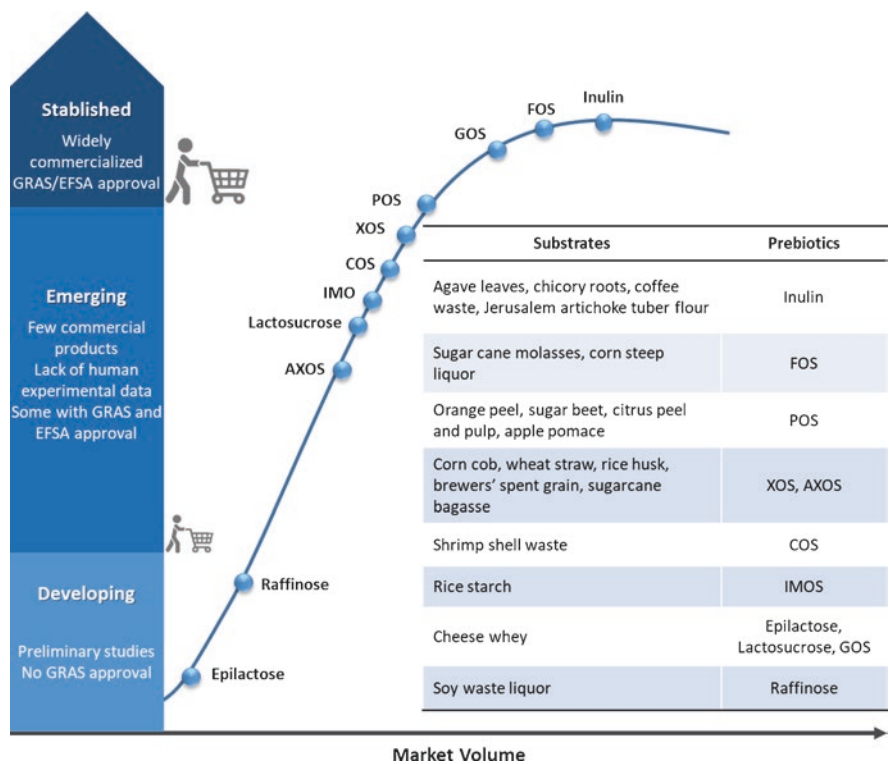 Stablished
Widely
commercialized
GRAS/EFSA approval
Emerging
Few commercial
products
Lack of human
experimental data
Some with GRAS and
EFSA approval
Developing
Preliminary studies
No GRAS approval
Inulin
FOS
GOS
POS
XOS
COS
IMO
Lactosucrose
AXOS
Raffinose
Epilactose
Substrates Prebiotics
Agave leaves, chicory roots, coffee
waste, Jerusalem artichoke tuber flour
Inulin
Sugar cane molasses, corn steep
liquor
FOS
Orange peel, sugar beet, citrus peel
and pulp, apple pomace
POS
Corn cob, wheat straw, rice husk,
brewers’ spent grain, sugarcane
bagasse
XOS, AXOS
Shrimp shell waste COS
Rice starch IMOS
Cheese whey
Epilactose,
Lactosucrose, GOS
Soy waste liquor Raffinose
Market Volume